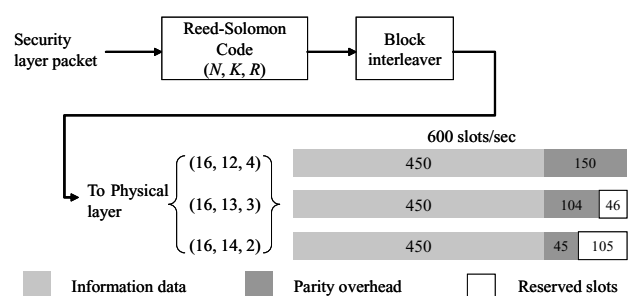 Security
layer packet
Reed-Solomon
Code
(N, K, R)
Block
interleaver
600 slots/sec
To Physical
layer
(16, 12, 4)
450
150
(16, 13, 3)
450
104
46
(16, 14, 2)
450
45
105
Information data
Parity overhead
Reserved slots